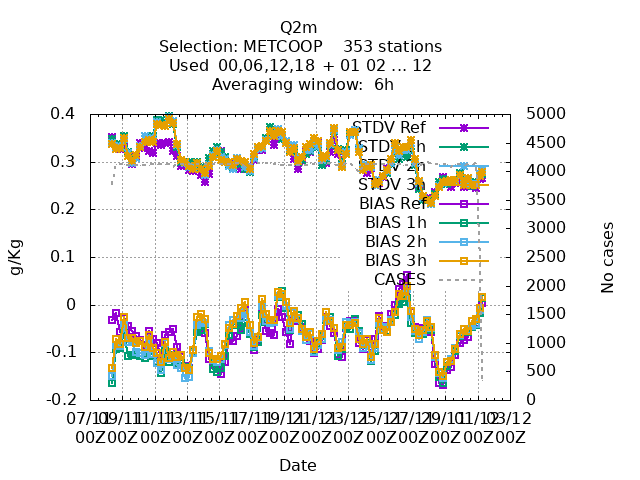 Q2m
Selection: METCOOP    353 stations
Used  00,06,12,18 + 01 02 ... 12
Averaging window:  6h
0.4
0.3
0.2
0.1
0
-0.1
-0.2
g/Kg
5000
4500
4000
3500
3000
2500
2000
1500
1000
500
0
No cases
STDV Ref
STDV 1h
STDV 2h
STDV 3h
BIAS Ref
BIAS 1h
BIAS 2h
BIAS 3h
CASES
07/11 09/11 11/11 13/11 15/11 17/11 19/11 21/11 23/11 25/11 27/11 29/11 01/12 03/12
00Z 00Z 00Z 00Z 00Z 00Z 00Z 00Z 00Z 00Z 00Z 00Z 00Z 00Z
Date